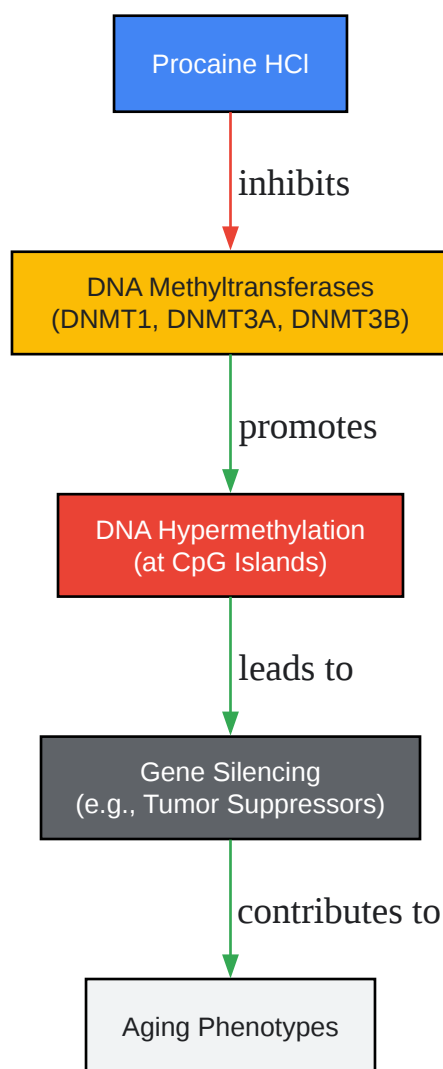 Procaine HCl
inhibits
DNA Methyltransferases
(DNMT1, DNMT3A, DNMT3B)
promotes
DNA Hypermethylation
(at CpG Islands)
leads to
Gene Silencing
(e.g., Tumor Suppressors)
contributes to
Aging Phenotypes